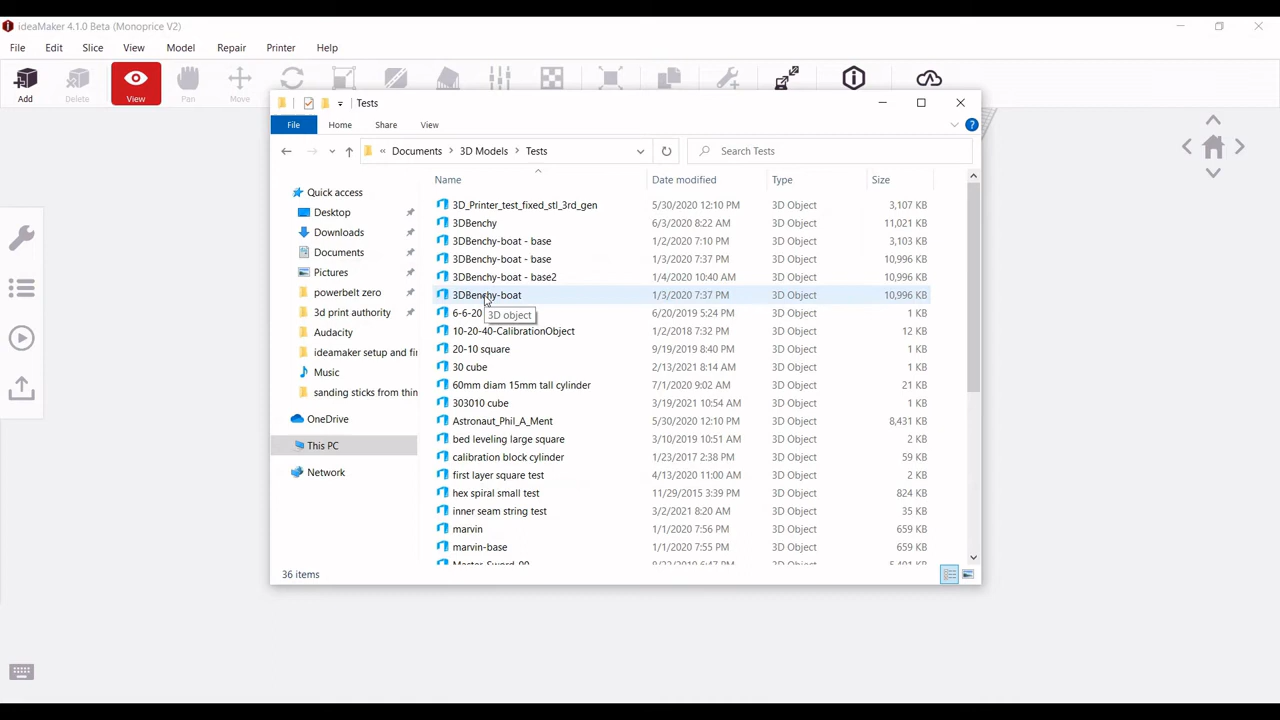 ideaMaker 4.1.0 Beta (Monoprice V2)
File Edit Slice View Model Repair Printer Help
Add Delete View Pan Move
Tests
File Home Share View
« Documents > 3D Models > Tests
Search Tests
Name Date modified Type Size
Quick access
Desktop
Downloads
Documents
Pictures
powerbelt zero
3d print authority
Audacity
ideamaker setup and fir
Music
sanding sticks from thin
OneDrive
This PC
Network
3D_Printer_test_fixed_stl_3rd_gen 5/30/2020 12:10 PM 3D Object 3,107 KB
3DBenchy 6/3/2020 8:22 AM 3D Object 11,021 KB
3DBenchy-boat - base 1/2/2020 7:10 PM 3D Object 3,103 KB
3DBenchy-boat - base 1/3/2020 7:37 PM 3D Object 10,996 KB
3DBenchy-boat - base2 1/4/2020 10:40 AM 3D Object 10,996 KB
3DBenchy-boat 1/3/2020 7:37 PM 3D Object 10,996 KB
3D object
6-6-20 6/20/2019 5:24 PM 3D Object 1 KB
10-20-40-CalibrationObject 1/2/2018 7:32 PM 3D Object 12 KB
20-10 square 9/19/2019 8:40 PM 3D Object 1 KB
30 cube 2/13/2021 8:14 AM 3D Object 1 KB
60mm diam 15mm tall cylinder 7/1/2020 9:02 AM 3D Object 21 KB
303010 cube 3/19/2021 10:54 AM 3D Object 1 KB
Astronaut_Phil_A_Ment 5/30/2020 12:10 PM 3D Object 8,431 KB
bed leveling large square 3/10/2019 10:51 AM 3D Object 2 KB
calibration block cylinder 1/23/2017 2:38 PM 3D Object 59 KB
first layer square test 4/13/2020 11:00 AM 3D Object 2 KB
hex spiral small test 11/29/2015 3:39 PM 3D Object 824 KB
inner seam string test 3/2/2021 8:20 AM 3D Object 35 KB
marvin 1/1/2020 7:56 PM 3D Object 659 KB
marvin-base 1/1/2020 7:55 PM 3D Object 659 KB
36 items